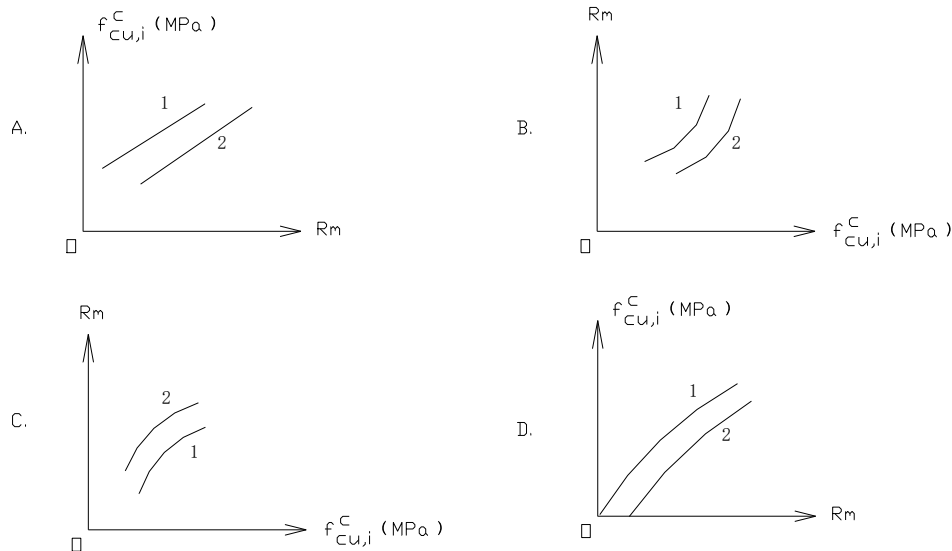 A.
f^c_cu,i (MPa)
1
2
Rm
B.
Rm
1
2
f^c_cu,i (MPa)
C.
Rm
2
1
f^c_cu,i (MPa)
D.
f^c_cu,i (MPa)
1
2
Rm